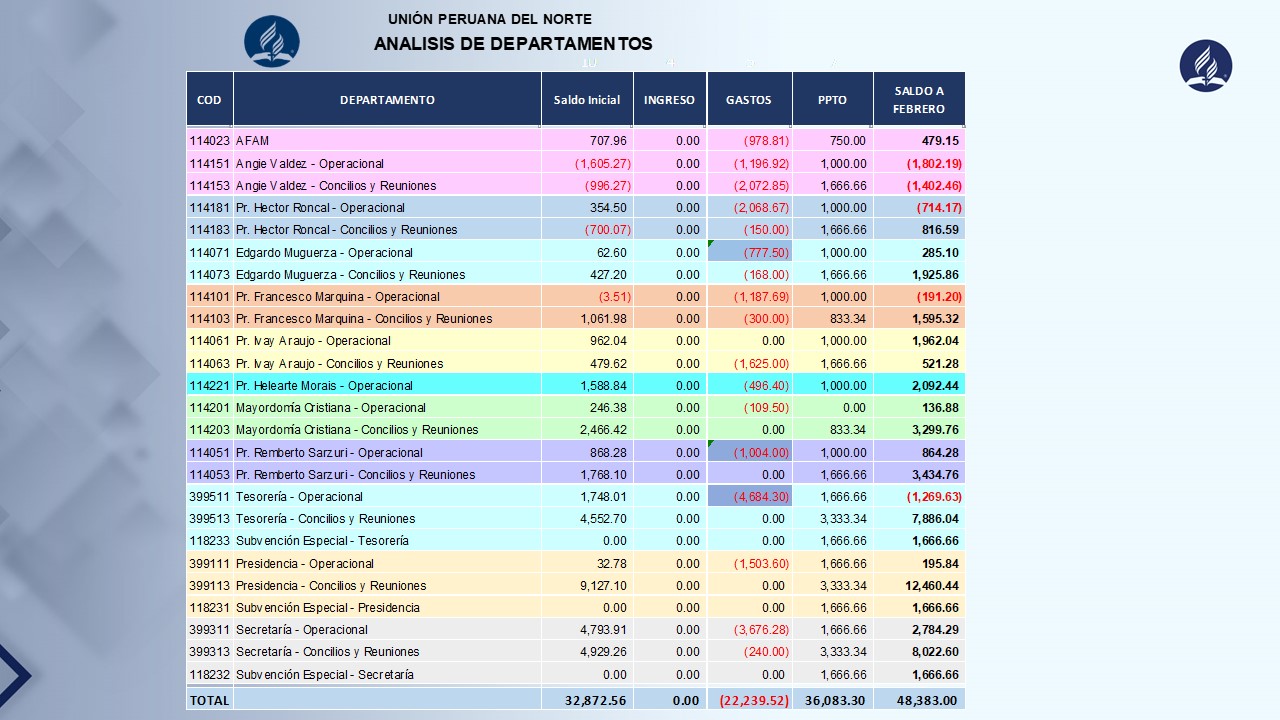 UNIÓN PERUANA DEL NORTE
ANALISIS DE DEPARTAMENTOS
COD DEPARTAMENTO Saldo Inicial INGRESO GASTOS PPTO SALDO A FEBRERO
114023 AFAM 707.96 0.00 (978.81) 750.00 479.15
114151 Angie Valdez - Operacional (1,605.27) 0.00 (1,196.92) 1,000.00 (1,802.19)
114153 Angie Valdez - Concilios y Reuniones (996.27) 0.00 (2,072.85) 1,666.66 (1,402.46)
114181 Pr. Hector Roncal - Operacional 354.50 0.00 (2,068.67) 1,000.00 (714.17)
114183 Pr. Hector Roncal - Concilios y Reuniones (700.07) 0.00 (150.00) 1,666.66 816.59
114071 Edgardo Muguerza - Operacional 62.60 0.00 (777.50) 1,000.00 285.10
114073 Edgardo Muguerza - Concilios y Reuniones 427.20 0.00 (168.00) 1,666.66 1,925.86
114101 Pr. Francesco Marquina - Operacional (3.51) 0.00 (1,187.69) 1,000.00 (191.20)
114103 Pr. Francesco Marquina - Concilios y Reuniones 1,061.98 0.00 (300.00) 833.34 1,595.32
114061 Pr. Ivay Araujo - Operacional 962.04 0.00 0.00 1,000.00 1,962.04
114063 Pr. Ivay Araujo - Concilios y Reuniones 479.62 0.00 (1,625.00) 1,666.66 521.28
114221 Pr. Helearte Morais - Operacional 1,588.84 0.00 (496.40) 1,000.00 2,092.44
114201 Mayordomía Cristiana - Operacional 246.38 0.00 (109.50) 0.00 136.88
114203 Mayordomía Cristiana - Concilios y Reuniones 2,466.42 0.00 0.00 833.34 3,299.76
114051 Pr. Remberto Sarzuri - Operacional 868.28 0.00 (1,004.00) 1,000.00 864.28
114053 Pr. Remberto Sarzuri - Concilios y Reuniones 1,768.10 0.00 0.00 1,666.66 3,434.76
399511 Tesorería - Operacional 1,748.01 0.00 (4,684.30) 1,666.66 (1,269.63)
399513 Tesorería - Concilios y Reuniones 4,552.70 0.00 0.00 3,333.34 7,886.04
118233 Subvención Especial - Tesorería 0.00 0.00 0.00 1,666.66 1,666.66
399111 Presidencia - Operacional 32.78 0.00 (1,503.60) 1,666.66 195.84
399113 Presidencia - Concilios y Reuniones 9,127.10 0.00 0.00 3,333.34 12,460.44
118231 Subvención Especial - Presidencia 0.00 0.00 0.00 1,666.66 1,666.66
399311 Secretaría - Operacional 4,793.91 0.00 (3,676.28) 1,666.66 2,784.29
399313 Secretaría - Concilios y Reuniones 4,929.26 0.00 (240.00) 3,333.34 8,022.60
118232 Subvención Especial - Secretaría 0.00 0.00 0.00 1,666.66 1,666.66
TOTAL 32,872.56 0.00 (22,239.52) 36,083.30 48,383.00